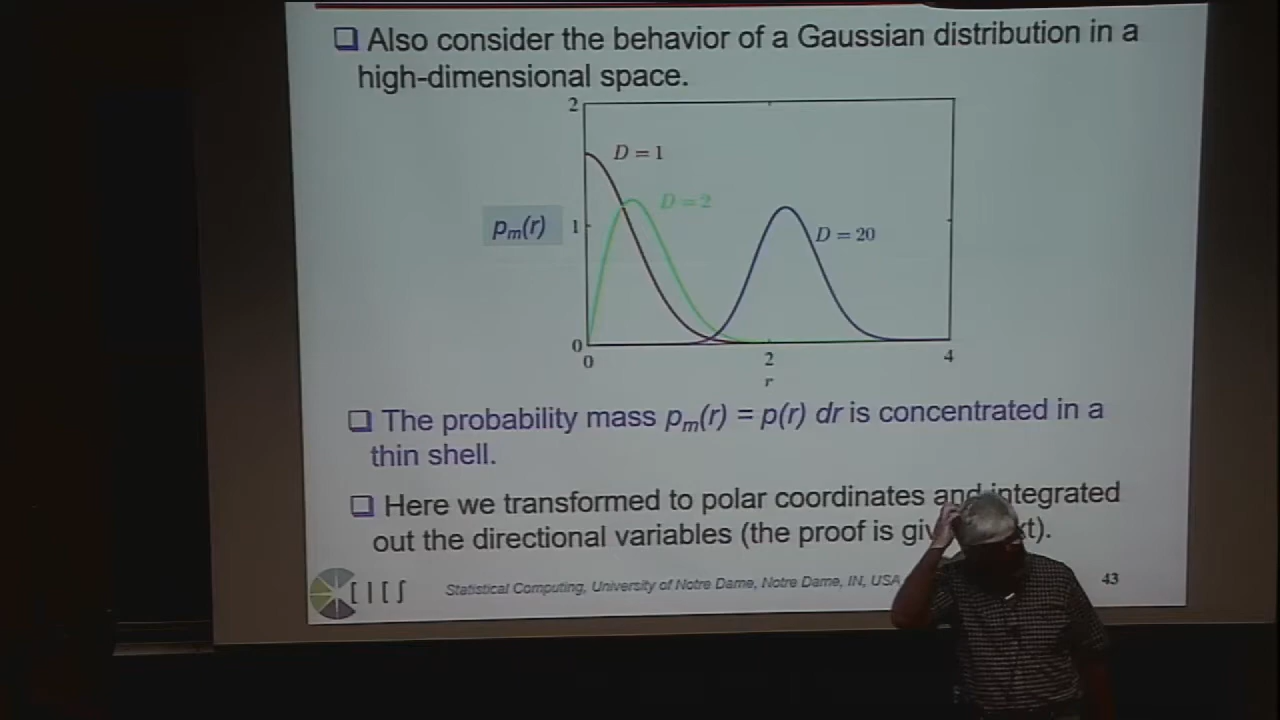 Also consider the behavior of a Gaussian distribution in a
high-dimensional space.
2
D = 1
D = 2
pm(r)
1
D = 20
0
0
2
4
r
The probability mass pm(r) = p(r) dr is concentrated in a
thin shell.
Here we transformed to polar coordinates and integrated
out the directional variables (the proof is
CICS
Statistical Computing, University of Notre Dame, Notre Dame, IN, USA
43